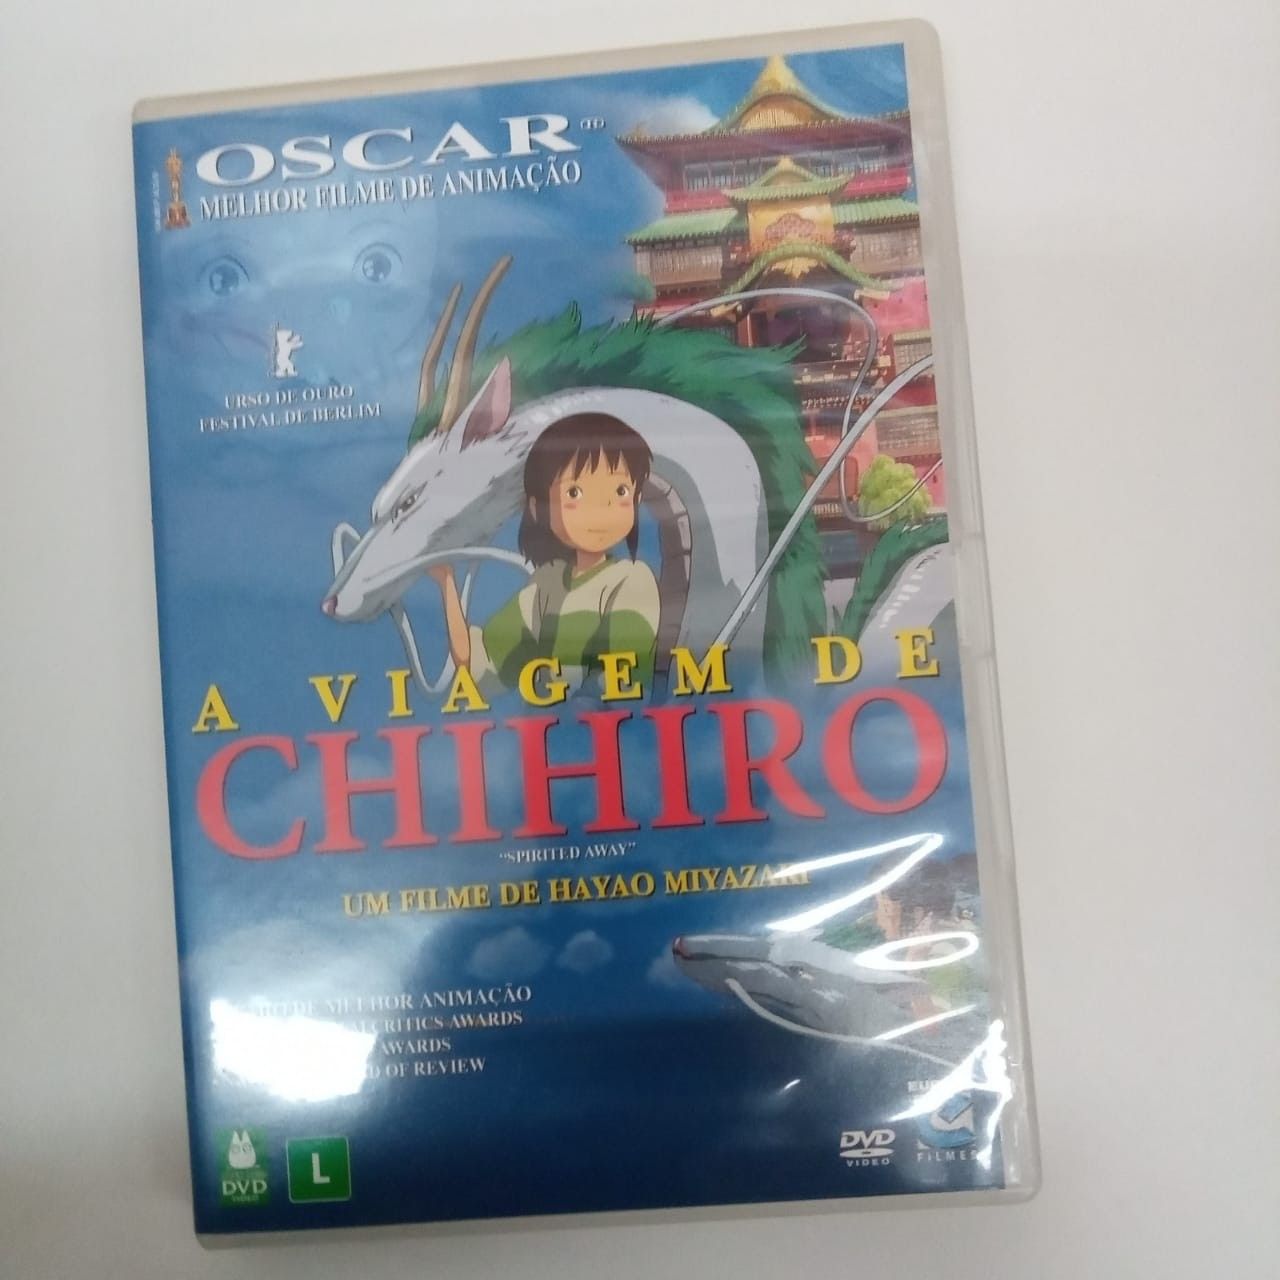 OSCAR
MELHOR FILME DE ANIMAÇÃO
URSO DE OURO
FESTIVAL DE BERLIM
A VIAGEM DE
CHIHIRO
"SPIRITED AWAY"
UM FILME DE HAYAO MIYAZAKI
DE MELHOR ANIMAÇÃO
CRITICS AWARDS
AWARDS
OF REVIEW
DVD
L
DVD
VIDEO
FILMES